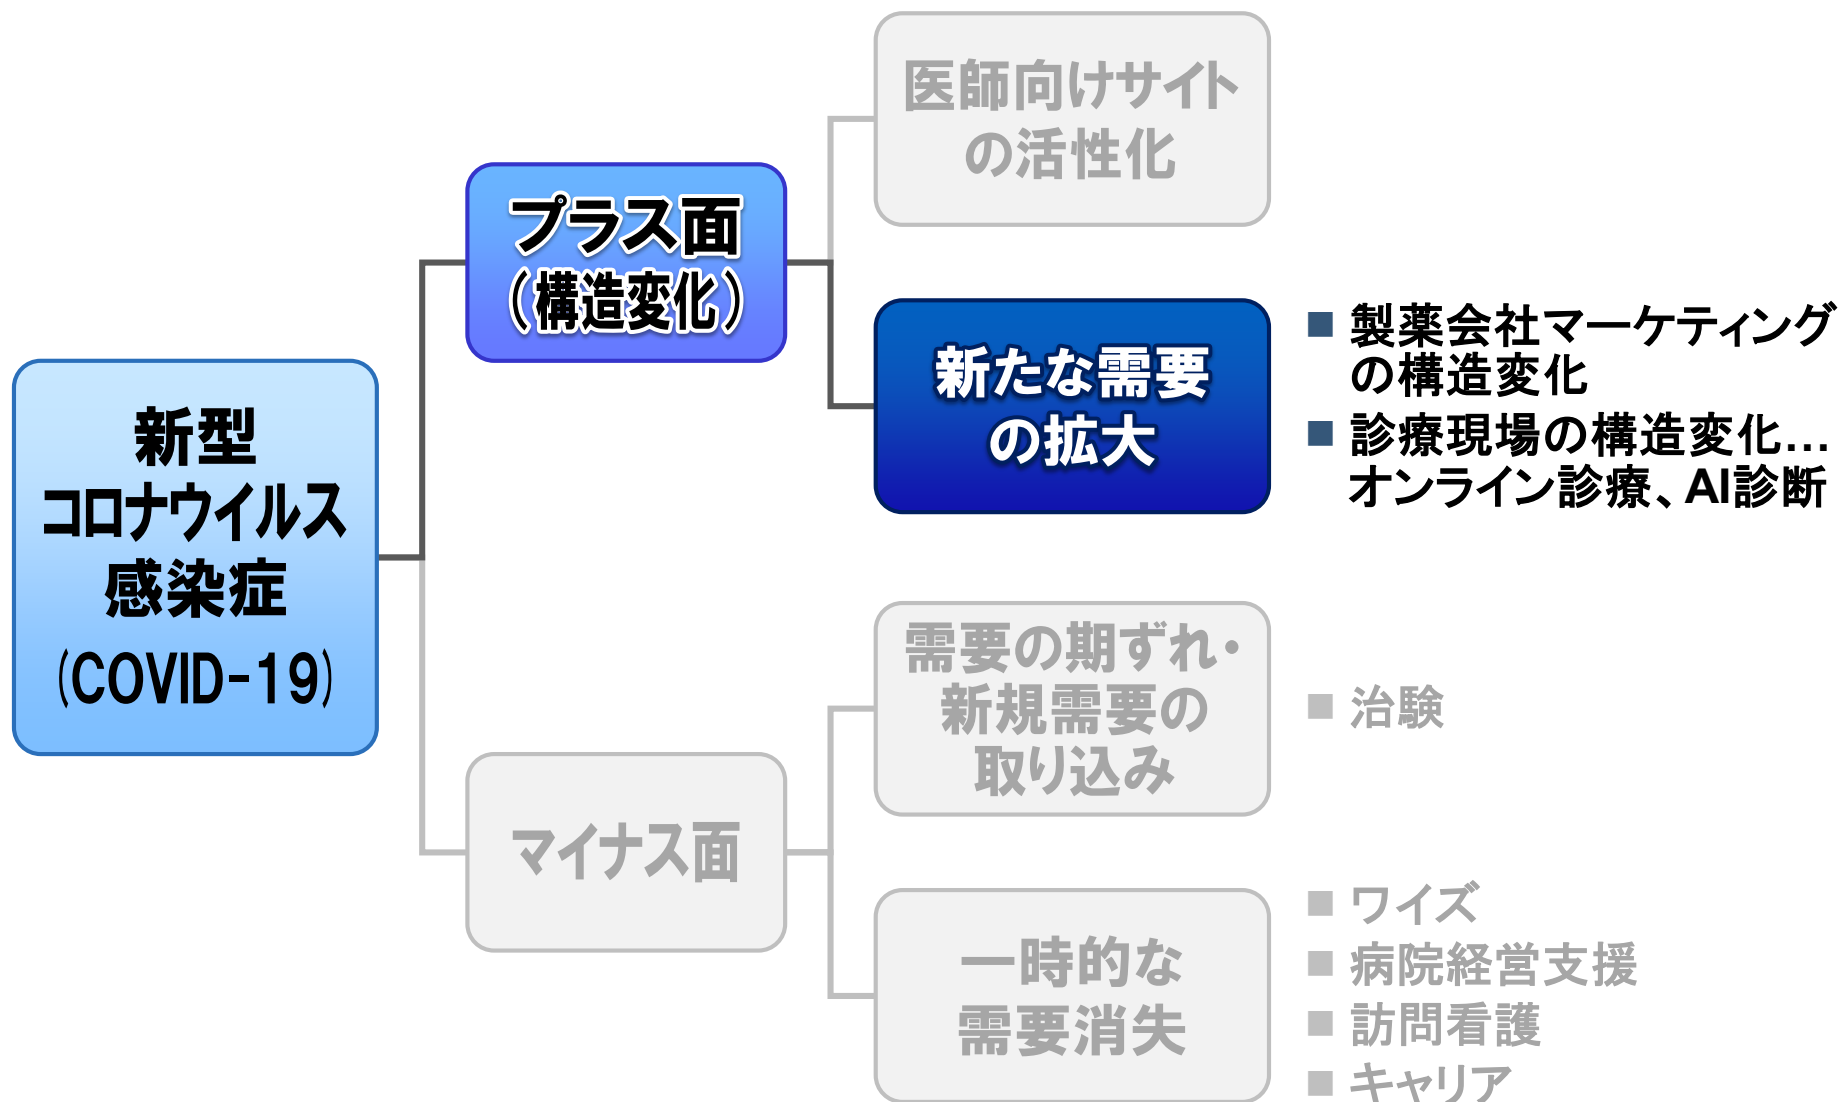 新型
コロナウイルス
感染症
(COVID-19)
プラス面
(構造変化)
医師向けサイト
の活性化
新たな需要
の拡大
■ 製薬会社マーケティング
の構造変化
■ 診療現場の構造変化…
オンライン診療、AI診断
マイナス面
需要の期ずれ・
新規需要の
取り込み
■ 治験
一時的な
需要消失
■ ワイズ
■ 病院経営支援
■ 訪問看護
■ キャリア